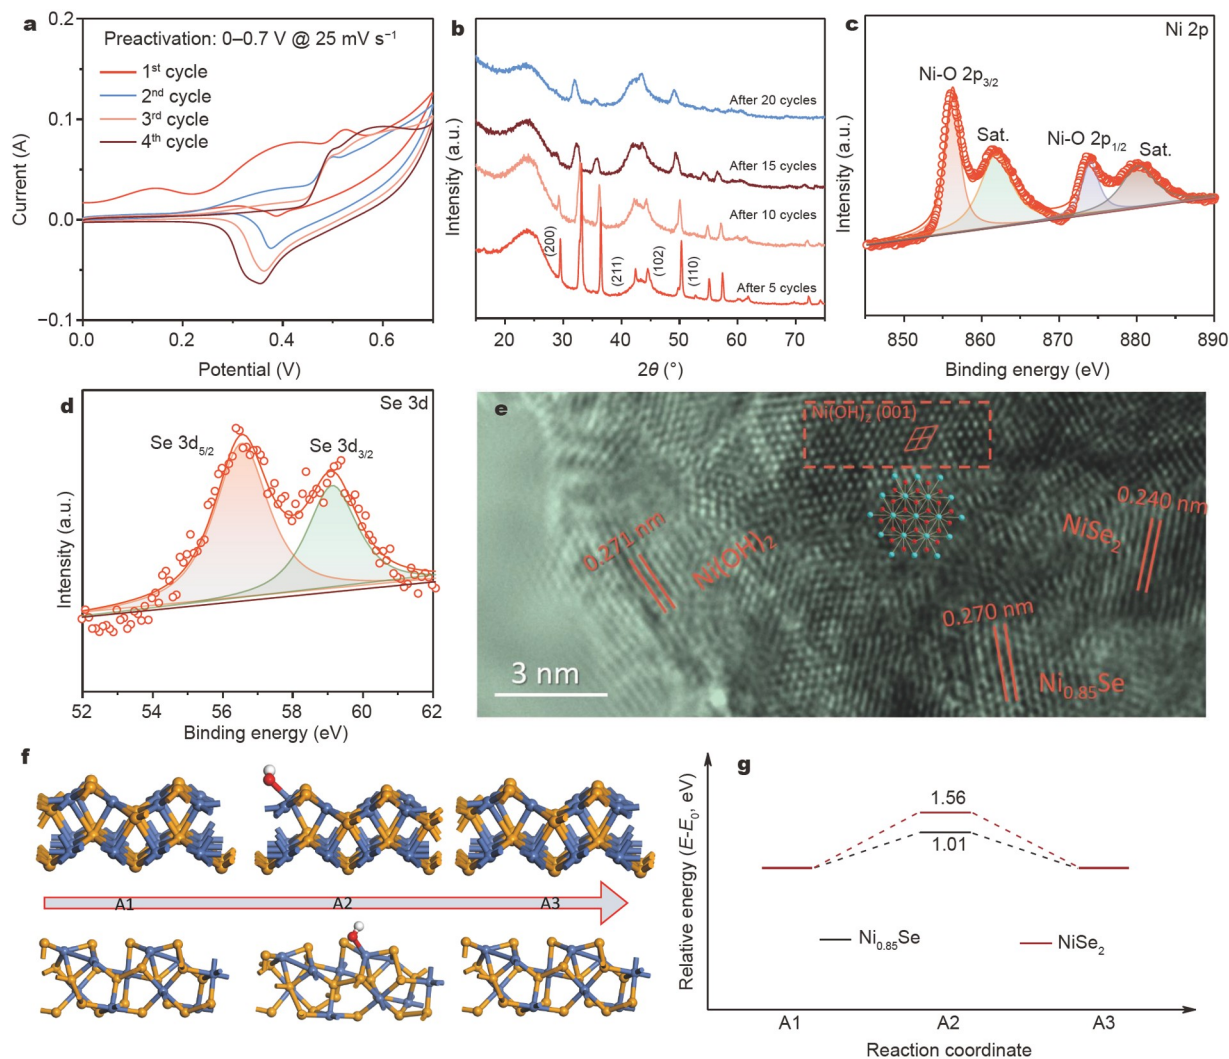 a
Preactivation: 0–0.7 V @ 25 mV s⁻¹
1st cycle
2nd cycle
3rd cycle
4th cycle
0.2
0.1
0.0
−0.1
Current (A)
0.0
0.2
0.4
0.6
Potential (V)
b
After 20 cycles
After 15 cycles
After 10 cycles
After 5 cycles
(200)
(211)
(102)
(110)
Intensity (a.u.)
20
30
40
50
60
70
2θ (°)
c
Ni 2p
Ni-O 2p3/2
Sat.
Ni-O 2p1/2
Sat.
Intensity (a.u.)
850
860
870
880
890
Binding energy (eV)
d
Se 3d
Se 3d5/2
Se 3d3/2
Intensity (a.u.)
52
54
56
58
60
62
Binding energy (eV)
e
Ni(OH)2 (001)
0.271 nm
Ni(OH)2
0.240 nm
NiSe2
0.270 nm
Ni0.85Se
3 nm
f
A1
A2
A3
g
Relative energy (E-E0, eV)
1.56
1.01
Ni0.85Se
NiSe2
A1
A2
A3
Reaction coordinate